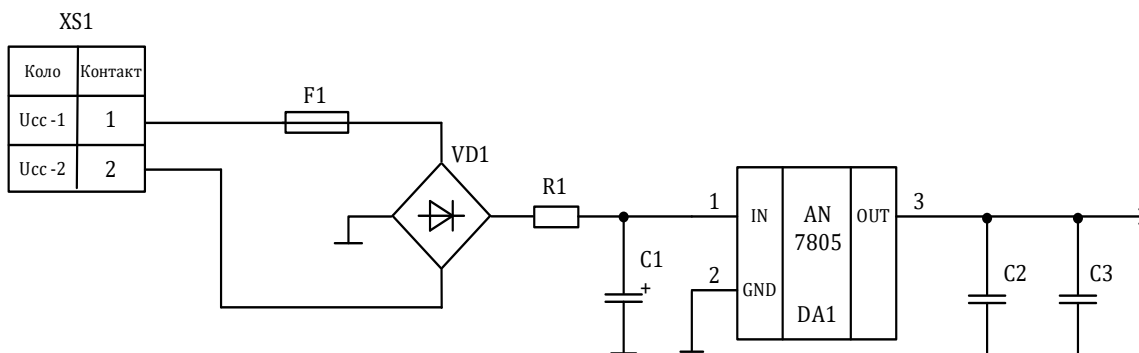 XS1
Коло Контакт
Ucc -1 1
Ucc -2 2
F1
VD1
R1
C1
+
1
2
IN
GND
AN
7805
DA1
OUT
3
C2
C3